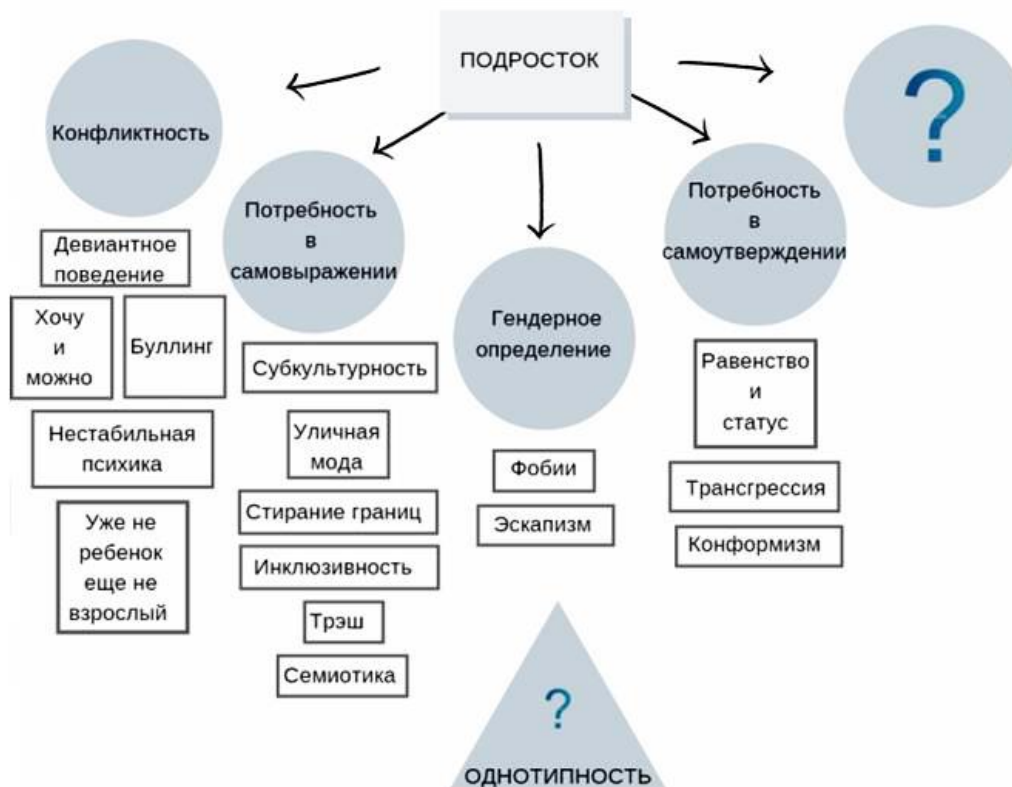 ПОДРОСТОК
?
Конфликтность
Девиантное
поведение
Хочу
и
можно
Буллинг
Нестабильная
психика
Уже не
ребенок
еще не
взрослый
Потребность
в
самовыражении
Субкультурность
Уличная
мода
Стирание границ
Инклюзивность
Трэш
Семиотика
Гендерное
определение
Фобии
Эскапизм
Потребность
в
самоутверждении
Равенство
и
статус
Трансгрессия
Конформизм
?
ОДНОТИПНОСТЬ